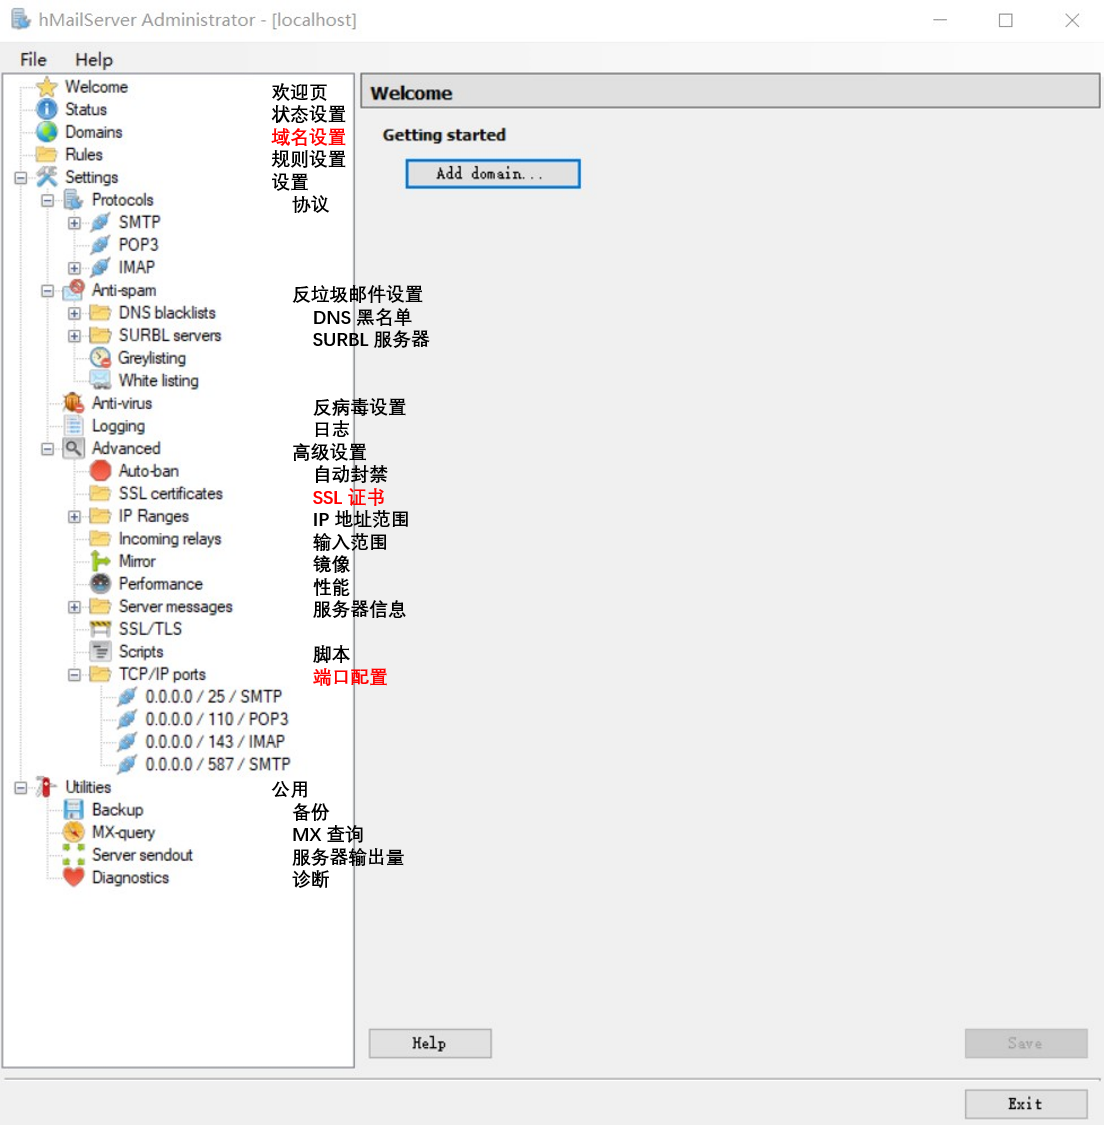 hMailServer Administrator - [localhost]
File Help
Welcome 欢迎页
Status 状态设置
Domains 域名设置
Rules 规则设置
Settings 设置
Protocols 协议
SMTP
POP3
IMAP
Anti-spam 反垃圾邮件设置
DNS blacklists DNS 黑名单
SURBL servers SURBL 服务器
Greylisting
White listing
Anti-virus 反病毒设置
Logging 日志
Advanced 高级设置
Auto-ban 自动封禁
SSL certificates SSL 证书
IP Ranges IP 地址范围
Incoming relays 输入范围
Mirror 镜像
Performance 性能
Server messages 服务器信息
SSL/TLS
Scripts 脚本
TCP/IP ports 端口配置
0.0.0.0 / 25 / SMTP
0.0.0.0 / 110 / POP3
0.0.0.0 / 143 / IMAP
0.0.0.0 / 587 / SMTP
Utilities 公用
Backup 备份
MX-query MX 查询
Server sendout 服务器输出量
Diagnostics 诊断
Welcome
Getting started
Add domain...
Help
Save
Exit